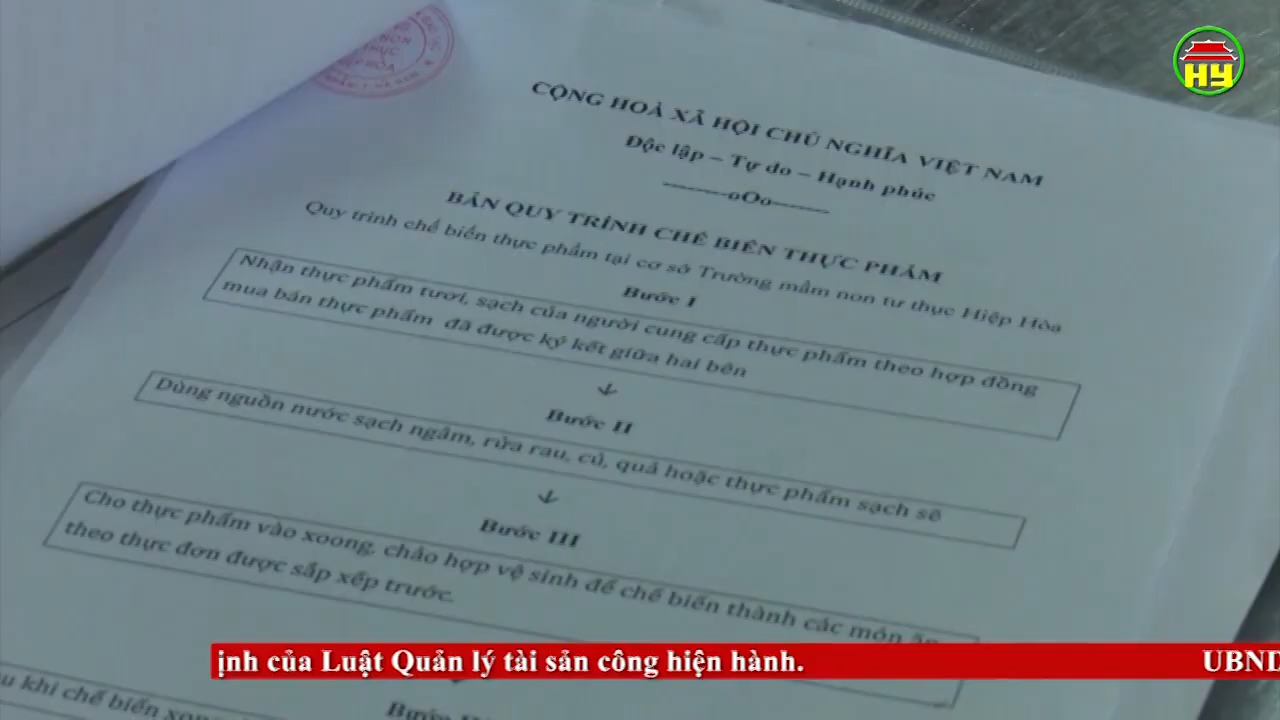 HY
CỘNG HOÀ XÃ HỘI CHỦ NGHĨA VIỆT NAM
Độc lập – Tự do – Hạnh phúc
--------oOo-------
BẢN QUY TRÌNH CHẾ BIẾN THỰC PHẨM
Quy trình chế biến thực phẩm tại cơ sở Trường mầm non tư thục Hiệp Hòa
Bước I
Nhận thực phẩm tươi, sạch của người cung cấp thực phẩm theo hợp đồng
mua bán thực phẩm đã được ký kết giữa hai bên
↓
Bước II
Dùng nguồn nước sạch ngâm, rửa rau, củ, quả hoặc thực phẩm sạch sẽ
↓
Bước III
Cho thực phẩm vào xoong, chảo hợp vệ sinh để chế biến thành các món ăn
theo thực đơn được sắp xếp trước.
khi chế biến xong
Bước
ịnh của Luật Quản lý tài sản công hiện hành.
UBND